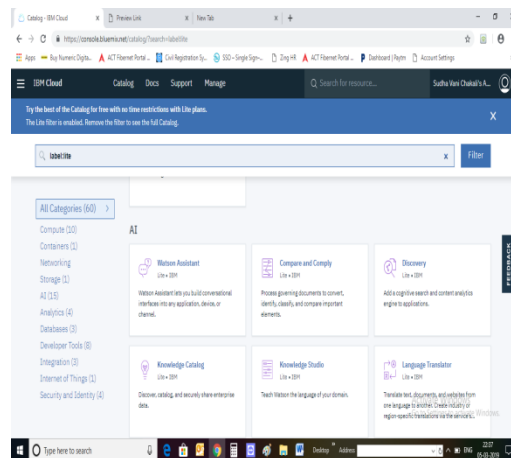 Catalog - IBM Cloud
Preview Link
New Tab
https://console.bluemix.net/catalog/?search=label:lite
Apps
Buy Numeric Digita...
ACT Fibernet Portal ...
Civil Registration Sy...
SSO - Single Sign-...
Zing HR
ACT Fibernet Portal ...
Dashboard | Paytm
Account Settings
IBM Cloud
Catalog
Docs
Support
Manage
Search for resource...
Sudha Vani Chakali's A...
Try the best of the Catalog for free with no time restrictions with Lite plans.
The Lite filter is enabled. Remove the filter to see the full Catalog.
label:lite
Filter
All Categories (60)
Compute (10)
Containers (1)
Networking
Storage (1)
AI (15)
Analytics (4)
Databases (3)
Developer Tools (8)
Integration (3)
Internet of Things (1)
Security and Identity (4)
AI
Watson Assistant
Lite • IBM
Watson Assistant lets you build conversational
interfaces into any application, device, or
channel.
Compare and Comply
Lite • IBM
Process governing documents to convert,
identify, classify, and compare important
elements.
Discovery
Lite • IBM
Add a cognitive search and content analytics
engine to applications.
Knowledge Catalog
Lite • IBM
Discover, catalog, and securely share enterprise
data.
Knowledge Studio
Lite • IBM
Teach Watson the language of your domain.
Language Translator
Lite • IBM
Translate text, documents, and websites from
one language to another. Create industry or
region-specific translations via the service's...
FEEDBACK
Type here to search
Desktop
Address
ENG
22:07
05-03-2019